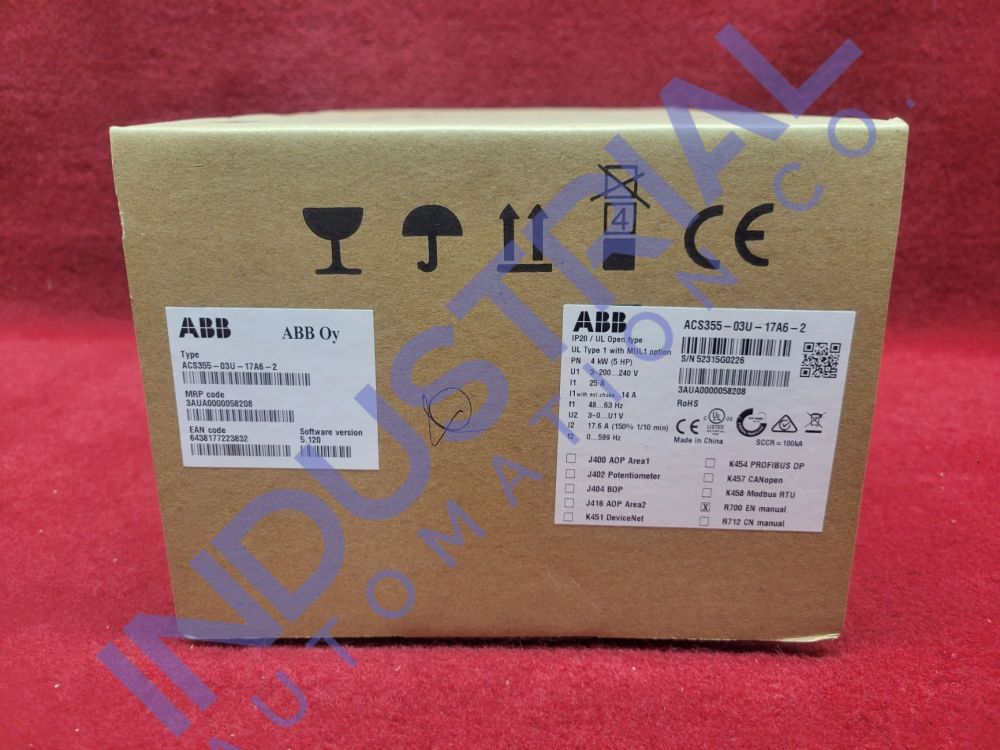 4
CE
ABB ABB Oy
Type
ACS355-03U-17A6-2
MRP code
3AUA0000058208
EAN code
6438177223832
Software version
5.120
ABB
IP20 / UL Open type
UL Type 1 with MUL1 option
PN 4 kW (5 HP)
U1 3~200...240 V
I1 25 A
I1 with ext.choke 14 A
f1 48...63 Hz
U2 3~0...U1 V
I2 17.6 A (150% 1/10 min)
f2 0...599 Hz
ACS355-03U-17A6-2
S/N 52315G0226
3AUA0000058208
RoHS
CE
C UL US
LISTED
Made in China
SCCR = 100kA
J400 AOP Area1
J402 Potentiometer
J404 BOP
J416 AOP Area2
K451 DeviceNet
K454 PROFIBUS DP
K457 CANopen
K458 Modbus RTU
X R700 EN manual
R712 CN manual
INDUSTRIAL
AUTOMATION CO.